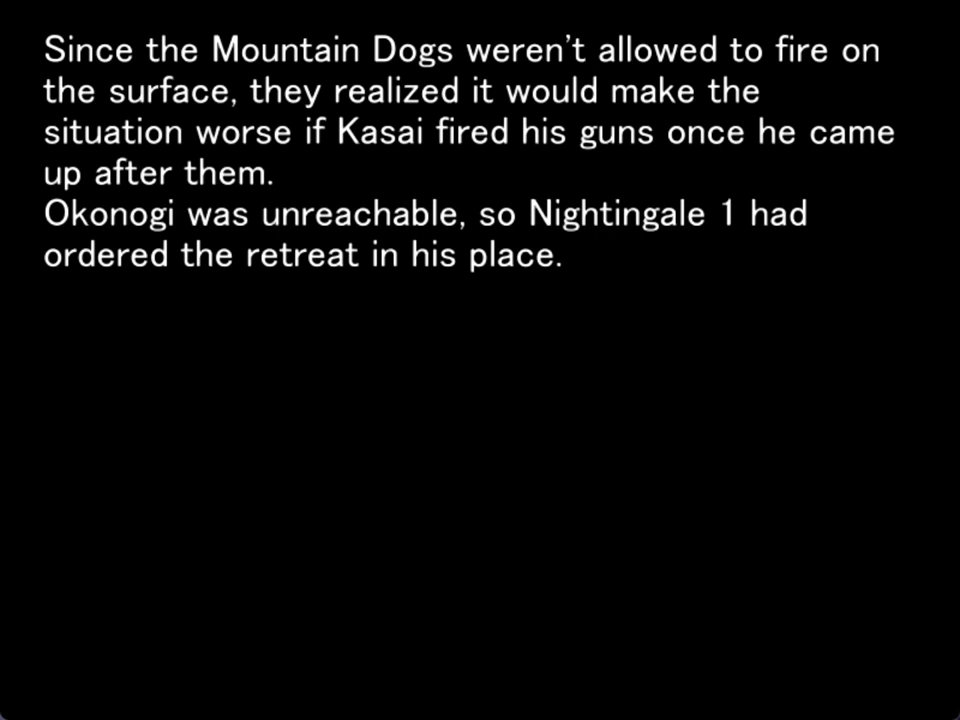 Since the Mountain Dogs weren't allowed to fire on
the surface, they realized it would make the
situation worse if Kasai fired his guns once he came
up after them.
Okonogi was unreachable, so Nightingale 1 had
ordered the retreat in his place.